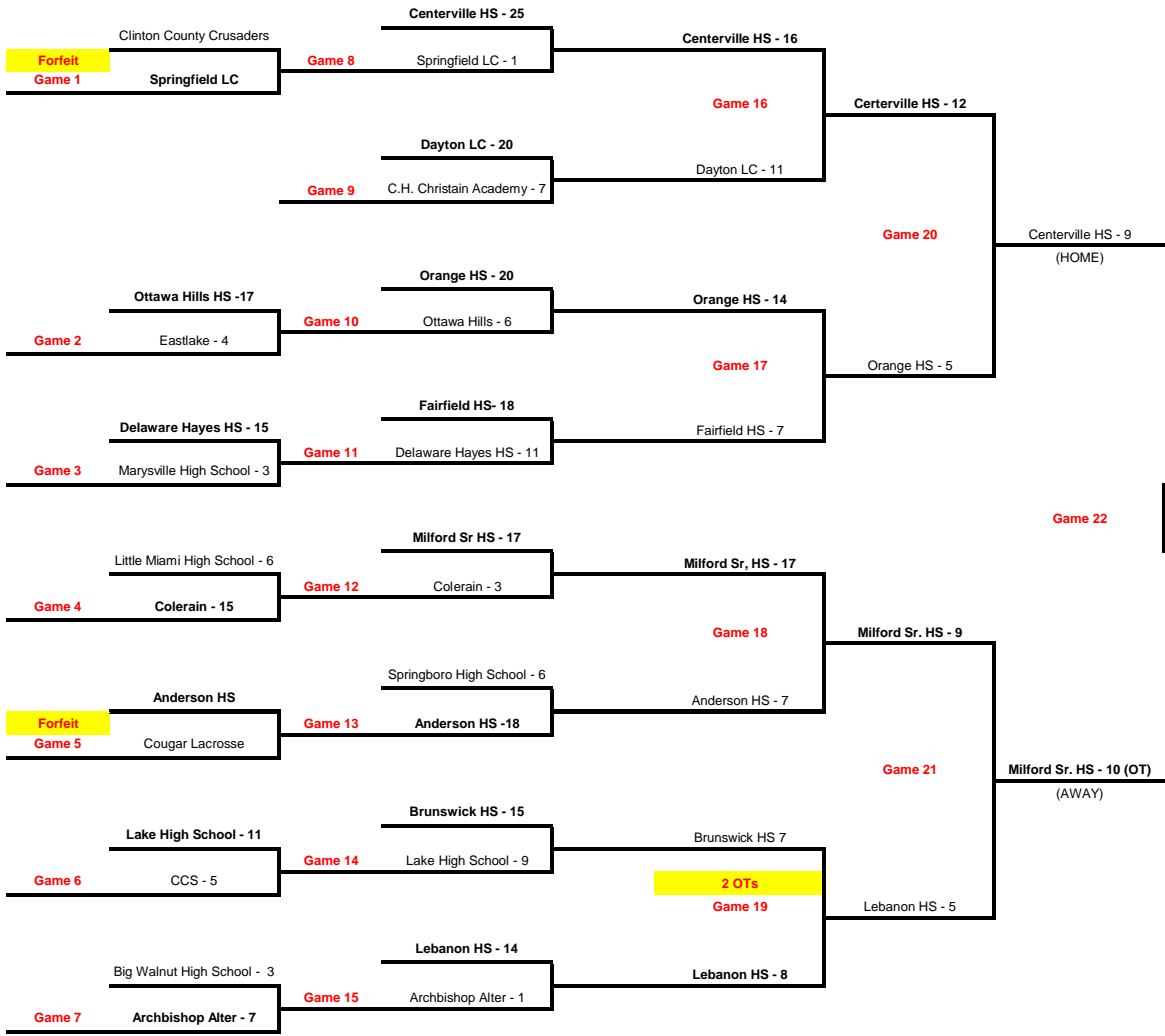 Centerville HS - 25
Clinton County Crusaders
Centerville HS - 16
Forfeit
Game 8
Springfield LC - 1
Game 1
Springfield LC
Game 16
Certerville HS - 12
Dayton LC - 20
Dayton LC - 11
Game 9
C.H. Christain Academy - 7
Game 20
Centerville HS - 9
(HOME)
Orange HS - 20
Ottawa Hills HS -17
Orange HS - 14
Game 10
Ottawa Hills - 6
Game 2
Eastlake - 4
Game 17
Orange HS - 5
Fairfield HS- 18
Delaware Hayes HS - 15
Fairfield HS - 7
Game 11
Delaware Hayes HS - 11
Game 3
Marysville High School - 3
Game 22
Milford Sr HS - 17
Little Miami High School - 6
Milford Sr, HS - 17
Game 12
Colerain - 3
Game 4
Colerain - 15
Game 18
Milford Sr. HS - 9
Springboro High School - 6
Anderson HS
Anderson HS - 7
Forfeit
Game 13
Anderson HS -18
Game 5
Cougar Lacrosse
Game 21
Milford Sr. HS - 10 (OT)
(AWAY)
Brunswick HS - 15
Lake High School - 11
Brunswick HS 7
Game 14
Lake High School - 9
Game 6
CCS - 5
2 OTs
Game 19
Lebanon HS - 5
Lebanon HS - 14
Big Walnut High School - 3
Lebanon HS - 8
Game 15
Archbishop Alter - 1
Game 7
Archbishop Alter - 7